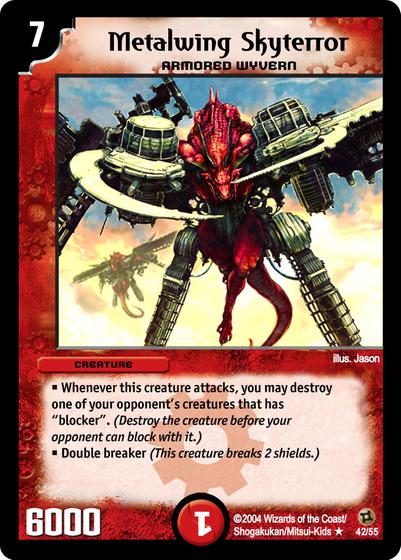 7
Metalwing Skyterror
ARMORED WYVERN
illus. Jason
CREATURE
▪ Whenever this creature attacks, you may destroy
one of your opponent's creatures that has
"blocker". (Destroy the creature before your
opponent can block with it.)
▪ Double breaker (This creature breaks 2 shields.)
6000
1
©2004 Wizards of the Coast/
Shogakukan/Mitsui-Kids ★ 42/55